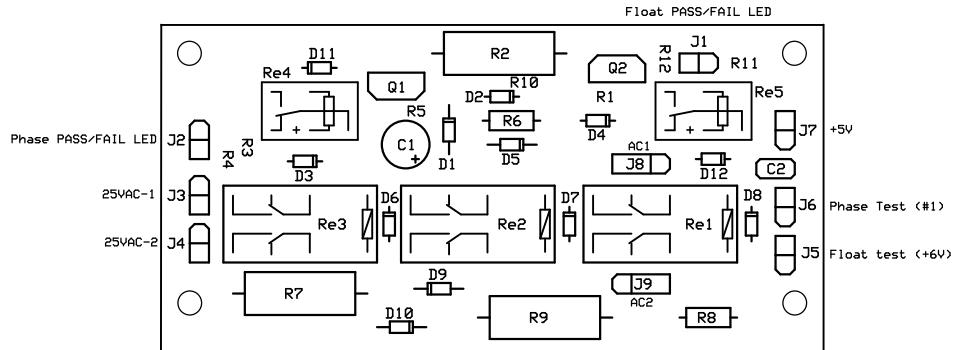 Float PASS/FAIL LED
D11
R2
R12
J1
R11
Re4
Q1
R10
Q2
Re5
D2
R1
R5
R6
D4
J7 +5V
Phase PASS/FAIL LED J2
R3
R4
C1
+
+
+
D1
D5
AC1
J8
D12
C2
D3
25VAC-1 J3
D6
D7
D8
J6 Phase Test (#1)
Re3
Re2
Re1
25VAC-2 J4
J5 Float test (+6V)
D9
J9
AC2
R7
R9
R8
D10